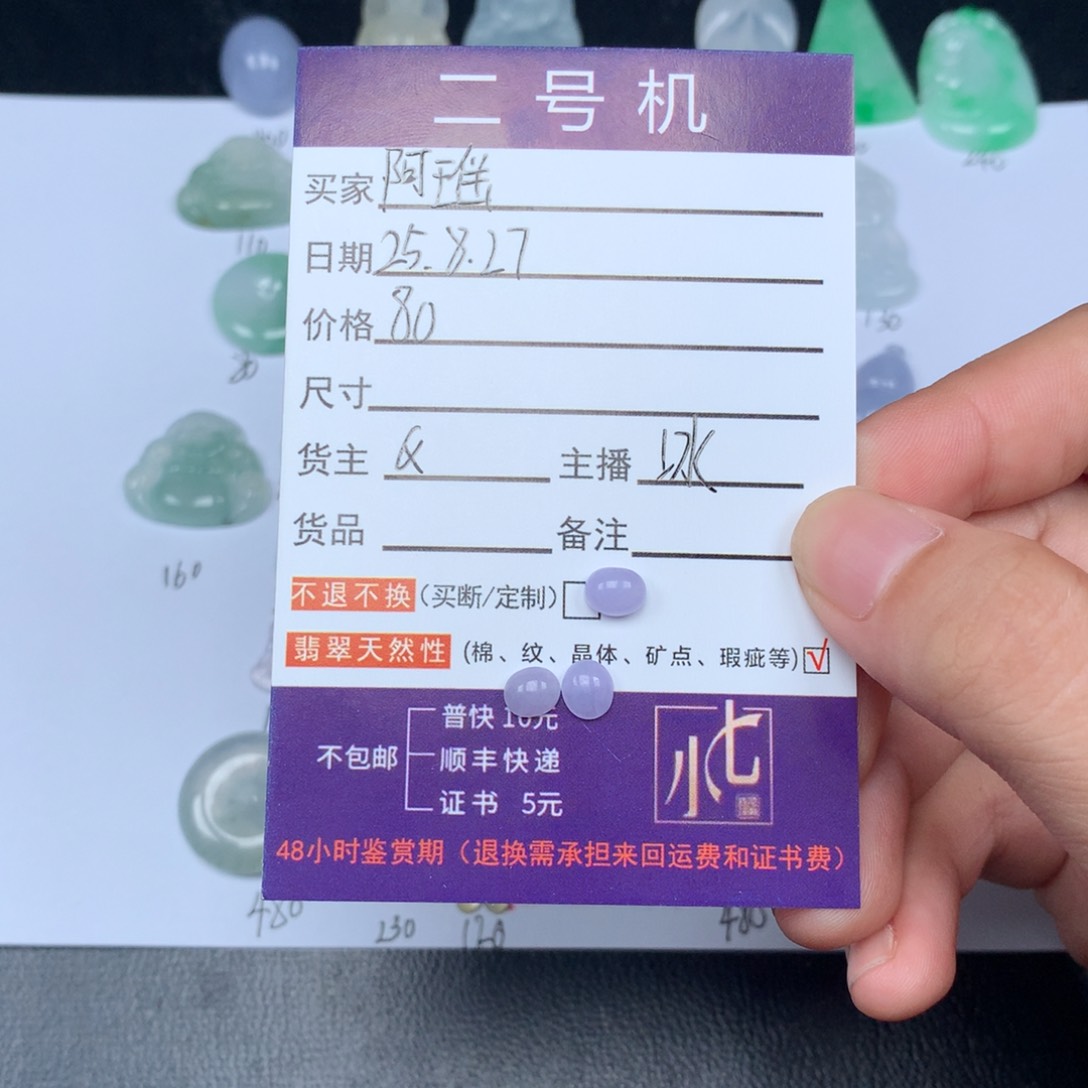 二号机
买家
日期 25.8.27
价格 80
尺寸
货主 主播 冰
货品 备注
不退不换(买断/定制)
翡翠天然性(棉、纹、晶体、矿点、瑕疵等)√
普快 10元
不包邮 顺丰快递
证书 5元
小七
48小时鉴赏期(退换需承担来回运费和证书费)
110
240
80
130
160
480
230
120
480